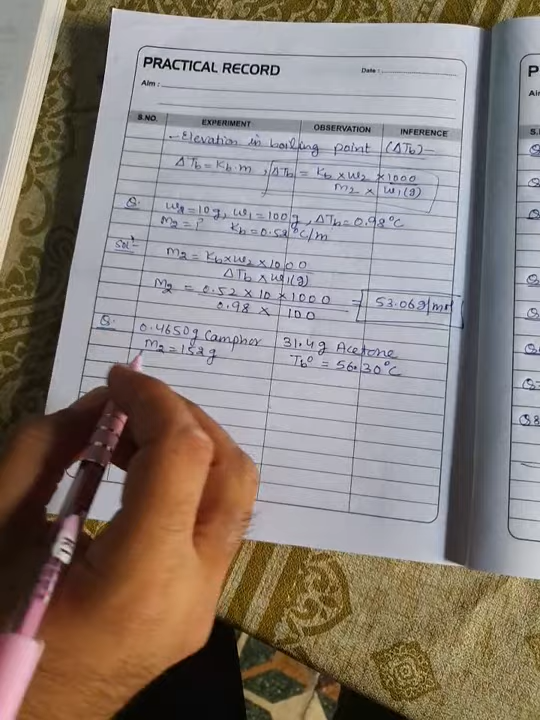 PRACTICAL RECORD
Date :
Aim :
S.NO. EXPERIMENT OBSERVATION INFERENCE
-Elevation in boiling point (ΔTb)-
ΔTb = Kb.m , ΔTb = Kb × w2 × 1000
M2 × w1(g)
Q. w2=10g, w1=100g, ΔTb=0.98°C
M2=? Kb=0.52°C/m
Solⁿ
M2 = Kb×w2×1000
ΔTb × w1(g)
M2 = 0.52 × 10 × 1000 = 53.06g/mol
0.98 × 100
Q. 0.4650g Camphor 31.4g Acetone
M2=152g Tb° = 56.30°C
P
Aim
S.